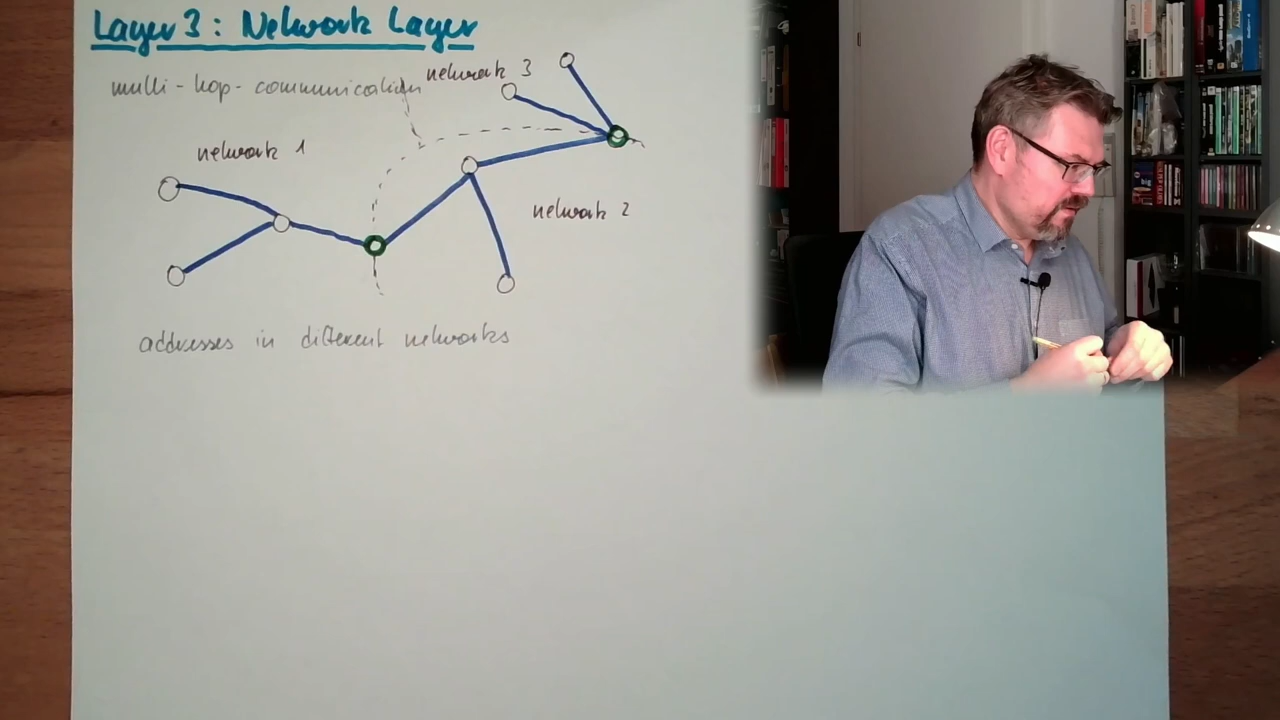 Layer 3 : Network Layer
multi-hop-communication
network 3
network 1
network 2
addresses in different networks